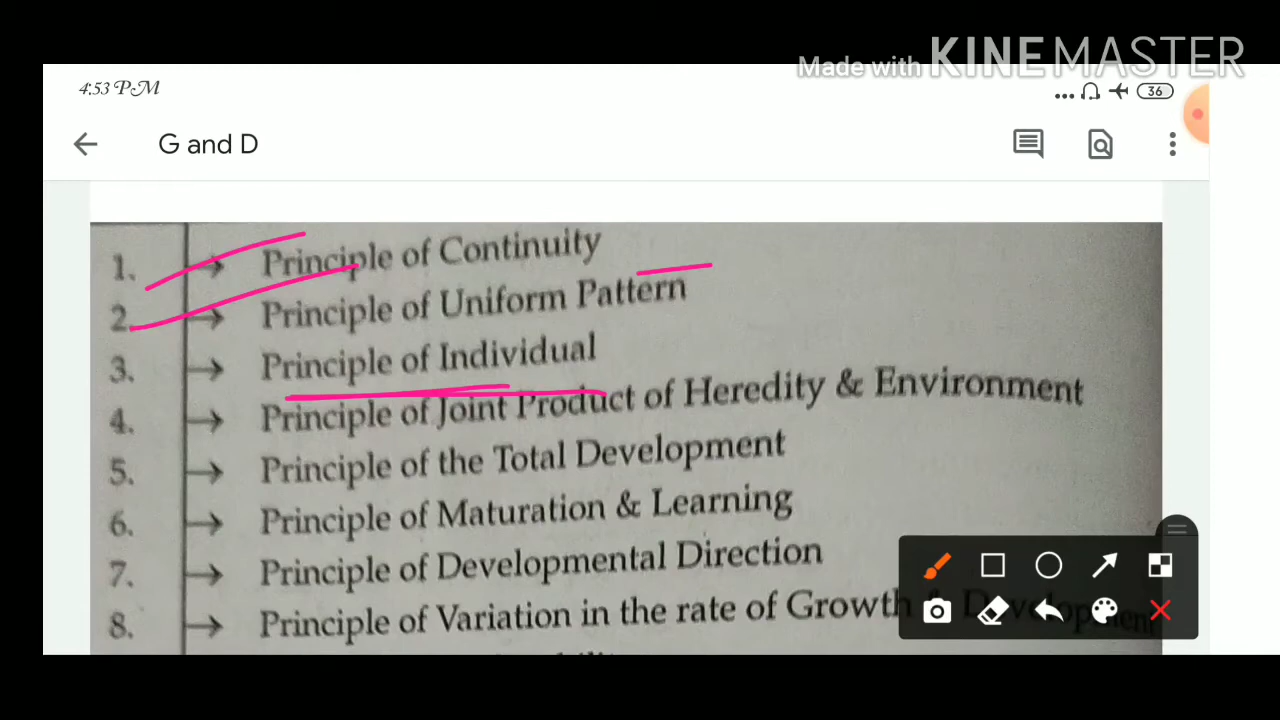 Made with KINEMASTER
4:53 PM
36
G and D
1. → Principle of Continuity
2. → Principle of Uniform Pattern
3. → Principle of Individual
4. → Principle of Joint Product of Heredity & Environment
5. → Principle of the Total Development
6. → Principle of Maturation & Learning
7. → Principle of Developmental Direction
8. → Principle of Variation in the rate of Growth & Development